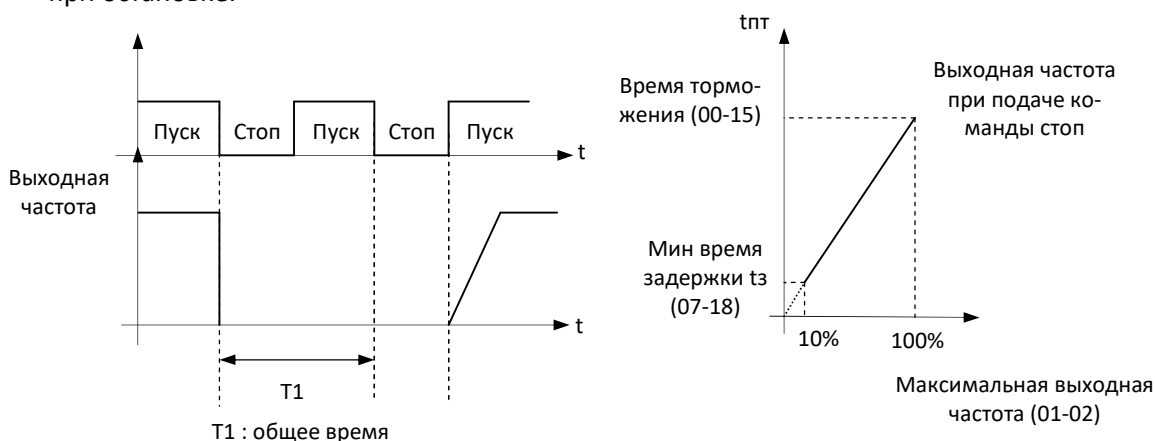 при остановке.
Пуск
Стоп
Пуск
Стоп
Пуск
t
Выходная
частота
t
T1
T1 : общее время
tпт
Время тормо-
жения (00-15)
Выходная частота
при подаче ко-
манды стоп
Мин время
задержки tз
(07-18)
10%
100%
Максимальная выходная
частота (01-02)